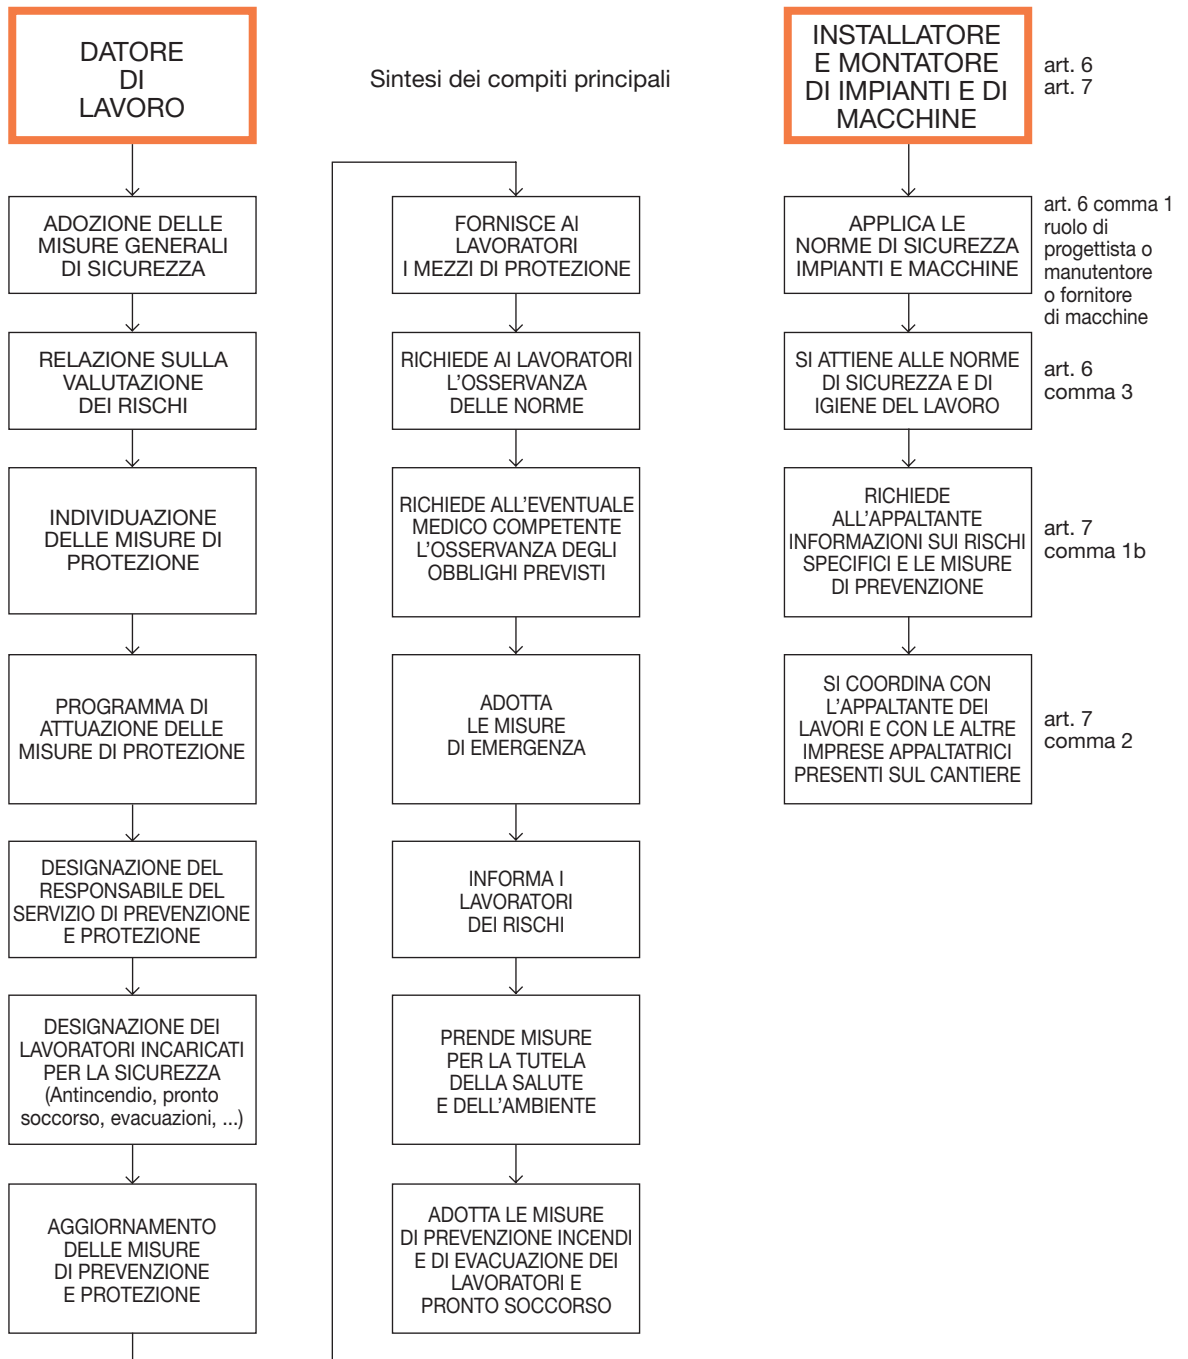 DATORE
DI
LAVORO
Sintesi dei compiti principali
INSTALLATORE
E MONTATORE
DI IMPIANTI E DI
MACCHINE
art. 6
art. 7
ADOZIONE DELLE
MISURE GENERALI
DI SICUREZZA
RELAZIONE SULLA
VALUTAZIONE
DEI RISCHI
INDIVIDUAZIONE
DELLE MISURE DI
PROTEZIONE
PROGRAMMA DI
ATTUAZIONE DELLE
MISURE DI PROTEZIONE
DESIGNAZIONE DEL
RESPONSABILE DEL
SERVIZIO DI PREVENZIONE
E PROTEZIONE
DESIGNAZIONE DEI
LAVORATORI INCARICATI
PER LA SICUREZZA
(Antincendio, pronto
soccorso, evacuazioni, ...)
AGGIORNAMENTO
DELLE MISURE
DI PREVENZIONE
E PROTEZIONE
FORNISCE AI
LAVORATORI
I MEZZI DI PROTEZIONE
RICHIEDE AI LAVORATORI
L'OSSERVANZA
DELLE NORME
RICHIEDE ALL'EVENTUALE
MEDICO COMPETENTE
L'OSSERVANZA DEGLI
OBBLIGHI PREVISTI
ADOTTA
LE MISURE
DI EMERGENZA
INFORMA I
LAVORATORI
DEI RISCHI
PRENDE MISURE
PER LA TUTELA
DELLA SALUTE
E DELL'AMBIENTE
ADOTTA LE MISURE
DI PREVENZIONE INCENDI
E DI EVACUAZIONE DEI
LAVORATORI E
PRONTO SOCCORSO
APPLICA LE
NORME DI SICUREZZA
IMPIANTI E MACCHINE
art. 6 comma 1
ruolo di
progettista o
manutentore
o fornitore
di macchine
SI ATTIENE ALLE NORME
DI SICUREZZA E DI
IGIENE DEL LAVORO
art. 6
comma 3
RICHIEDE
ALL'APPALTANTE
INFORMAZIONI SUI RISCHI
SPECIFICI E LE MISURE
DI PREVENZIONE
art. 7
comma 1b
SI COORDINA CON
L'APPALTANTE DEI
LAVORI E CON LE ALTRE
IMPRESE APPALTATRICI
PRESENTI SUL CANTIERE
art. 7
comma 2